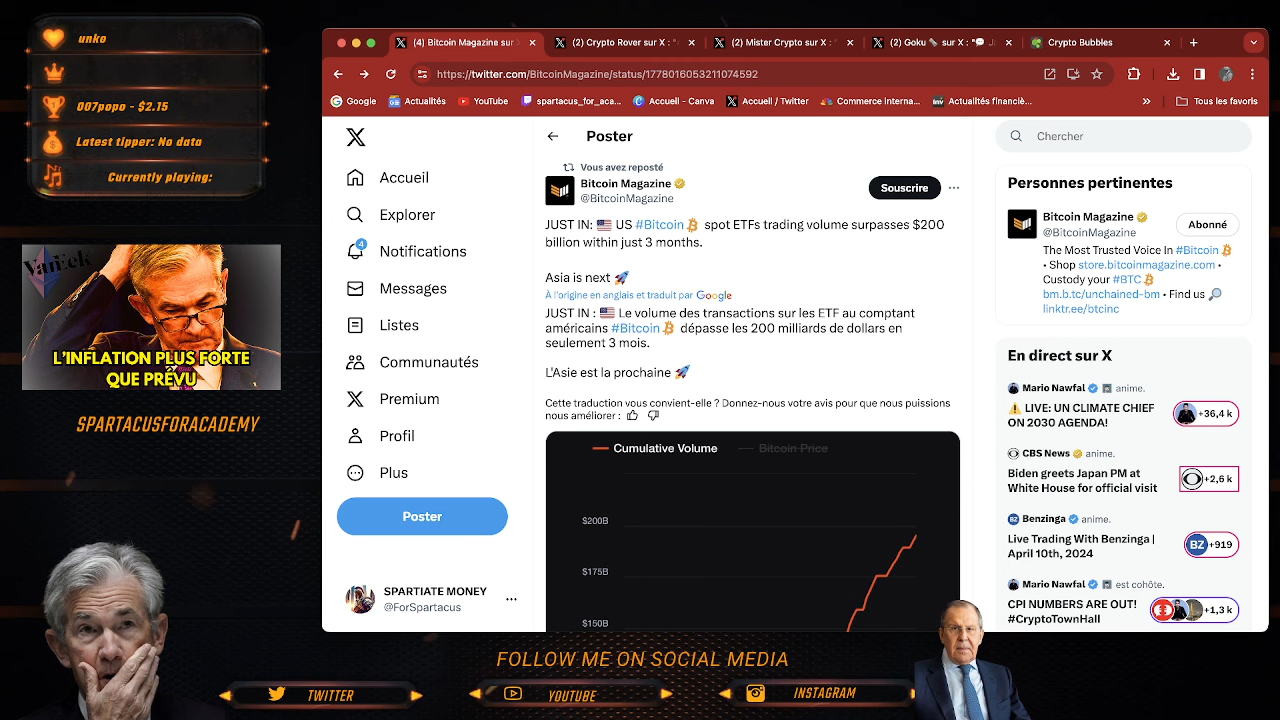 unko
007popo - $2.15
Latest tipper: No data
Currently playing:
VanEck
L'INFLATION PLUS FORTE
QUE PRÉVU
SPARTACUSFORACADEMY
(4) Bitcoin Magazine sur
(2) Crypto Rover sur X : "
(2) Mister Crypto sur X : "
(2) Goku sur X : "
Crypto Bubbles
https://twitter.com/BitcoinMagazine/status/1778016053211074592
Google
Actualités
YouTube
spartacus_for_aca...
Accueil - Canva
Accueil / Twitter
Commerce interna...
Actualités financiè...
Tous les favoris
Accueil
Explorer
4
Notifications
Messages
Listes
Communautés
Premium
Profil
Plus
Poster
SPARTIATE MONEY
@ForSpartacus
Poster
Vous avez reposté
Bitcoin Magazine
@BitcoinMagazine
Souscrire
JUST IN: 🇺🇸 US #Bitcoin spot ETFs trading volume surpasses $200
billion within just 3 months.
Asia is next 🚀
À l'origine en anglais et traduit par Google
JUST IN : 🇺🇸 Le volume des transactions sur les ETF au comptant
américains #Bitcoin dépasse les 200 milliards de dollars en
seulement 3 mois.
L'Asie est la prochaine 🚀
Cette traduction vous convient-elle ? Donnez-nous votre avis pour que nous puissions
nous améliorer :
Cumulative Volume
Bitcoin Price
$200B
$175B
$150B
Chercher
Personnes pertinentes
Bitcoin Magazine
@BitcoinMagazine
Abonné
The Most Trusted Voice In #Bitcoin
• Shop store.bitcoinmagazine.com •
Custody your #BTC
bm.b.tc/unchained-bm • Find us 🔎
linktr.ee/btcinc
En direct sur X
Mario Nawfal anime.
⚠️ LIVE: UN CLIMATE CHIEF
ON 2030 AGENDA!
+36,4 k
CBS News anime.
Biden greets Japan PM at
White House for official visit
+2,6 k
Benzinga anime.
Live Trading With Benzinga |
April 10th, 2024
BZ +919
Mario Nawfal est cohôte.
CPI NUMBERS ARE OUT!
#CryptoTownHall
+1,3 k
FOLLOW ME ON SOCIAL MEDIA
TWITTER
YOUTUBE
INSTAGRAM